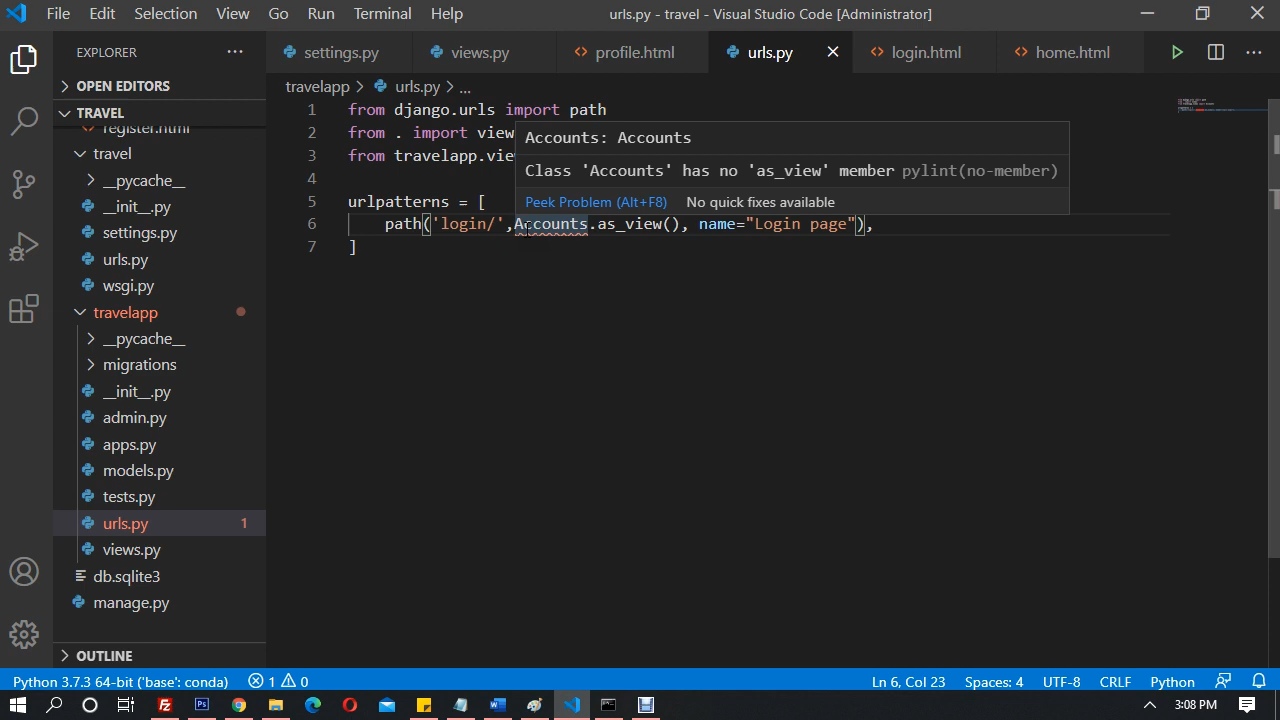 File Edit Selection View Go Run Terminal Help urls.py - travel - Visual Studio Code [Administrator]
EXPLORER
settings.py views.py profile.html urls.py login.html home.html
OPEN EDITORS
TRAVEL
register.html
travel
__pycache__
__init__.py
settings.py
urls.py
wsgi.py
travelapp
__pycache__
migrations
__init__.py
admin.py
apps.py
models.py
tests.py
urls.py 1
views.py
db.sqlite3
manage.py
OUTLINE
travelapp > urls.py > ...
1 from django.urls import path
2 from . import view
3 from travelapp.vie
4
5 urlpatterns = [
6 path('login/',Accounts.as_view(), name="Login page"),
7 ]
Accounts: Accounts
Class 'Accounts' has no 'as_view' member pylint(no-member)
Peek Problem (Alt+F8) No quick fixes available
Python 3.7.3 64-bit ('base': conda) 1 0 Ln 6, Col 23 Spaces: 4 UTF-8 CRLF Python
3:08 PM